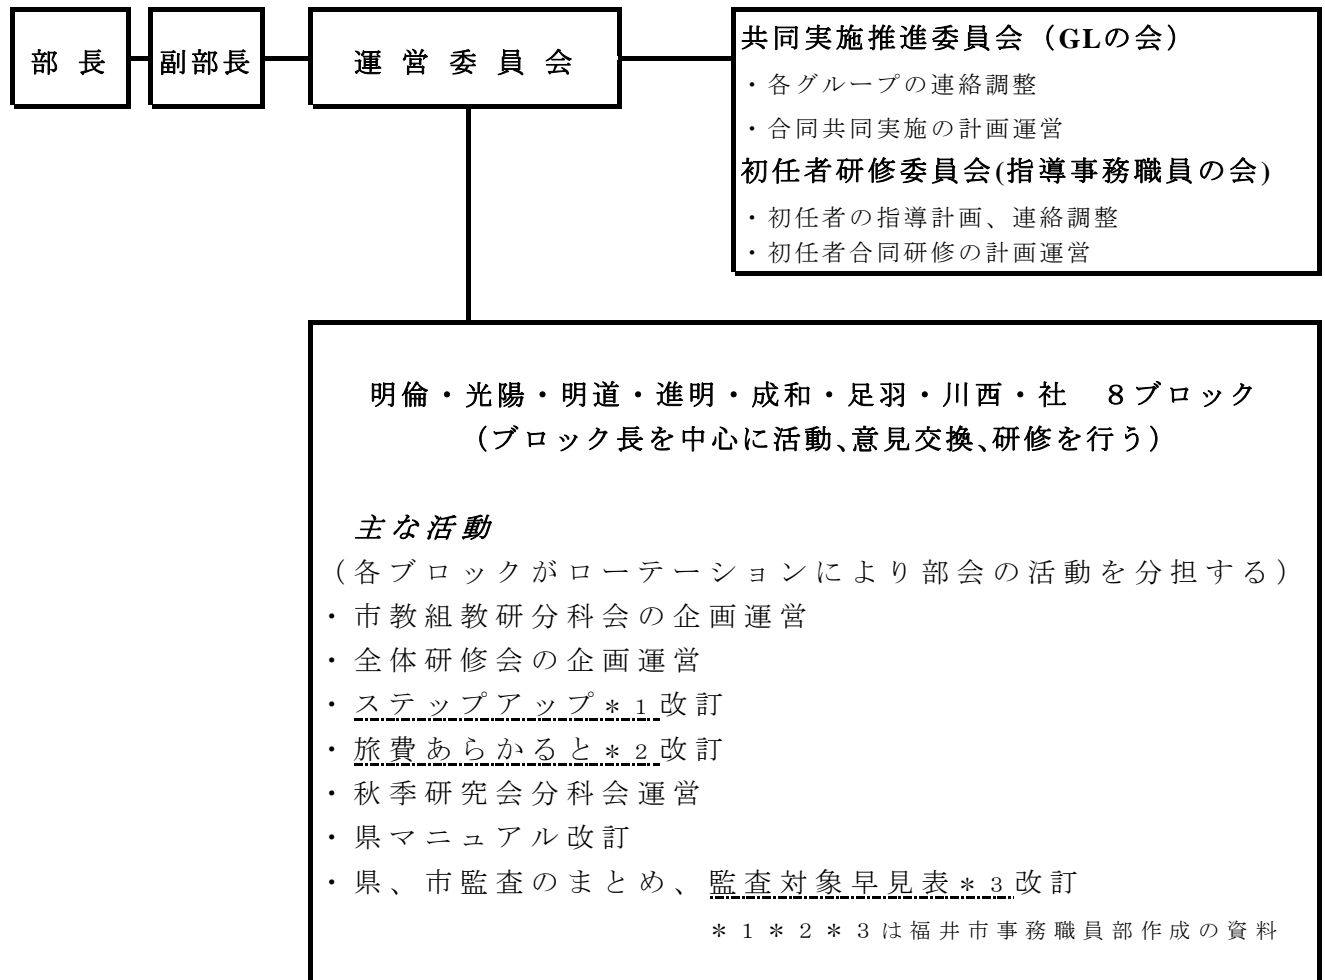 部長
副部長
運営委員会
共同実施推進委員会（GLの会）
・各グループの連絡調整
・合同共同実施の計画運営
初任者研修委員会(指導事務職員の会)
・初任者の指導計画、連絡調整
・初任者合同研修の計画運営
明倫・光陽・明道・進明・成和・足羽・川西・社　８ブロック
（ブロック長を中心に活動、意見交換、研修を行う）
主な活動
（各ブロックがローテーションにより部会の活動を分担する）
・市教組教研分科会の企画運営
・全体研修会の企画運営
・ステップアップ＊1改訂
・旅費あらかると＊2改訂
・秋季研究会分科会運営
・県マニュアル改訂
・県、市監査のまとめ、監査対象早見表＊3改訂
＊1＊2＊3は福井市事務職員部作成の資料